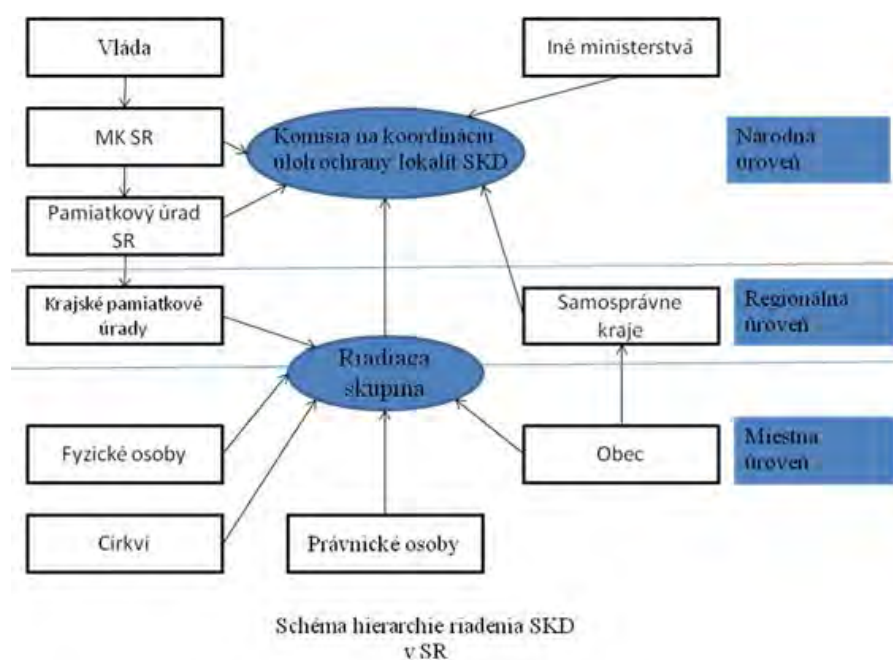 Vláda
Iné ministerstvá
MK SR
Komisia na koordináciu
úloh ochrany lokalít SKD
Národná
úroveň
Pamiatkový úrad
SR
Krajské pamiatkové
úrady
Samosprávne
kraje
Regionálna
úroveň
Riadiaca
skupina
Fyzické osoby
Obec
Miestna
úroveň
Cirkvi
Právnické osoby
Schéma hierarchie riadenia SKD
v SR